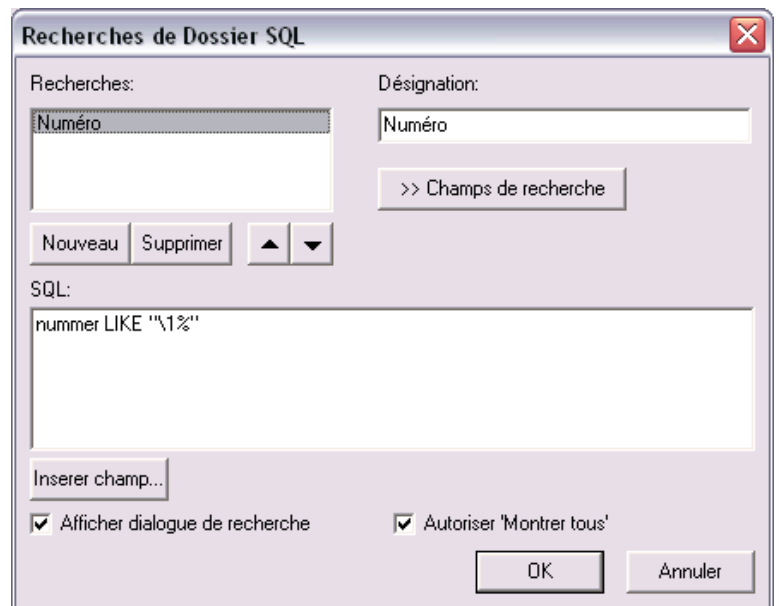 Recherches de Dossier SQL
Recherches: Désignation:
Numéro Numéro
>> Champs de recherche
Nouveau Supprimer
SQL:
nummer LIKE "\1%"
Inserer champ...
Afficher dialogue de recherche Autoriser 'Montrer tous'
OK Annuler